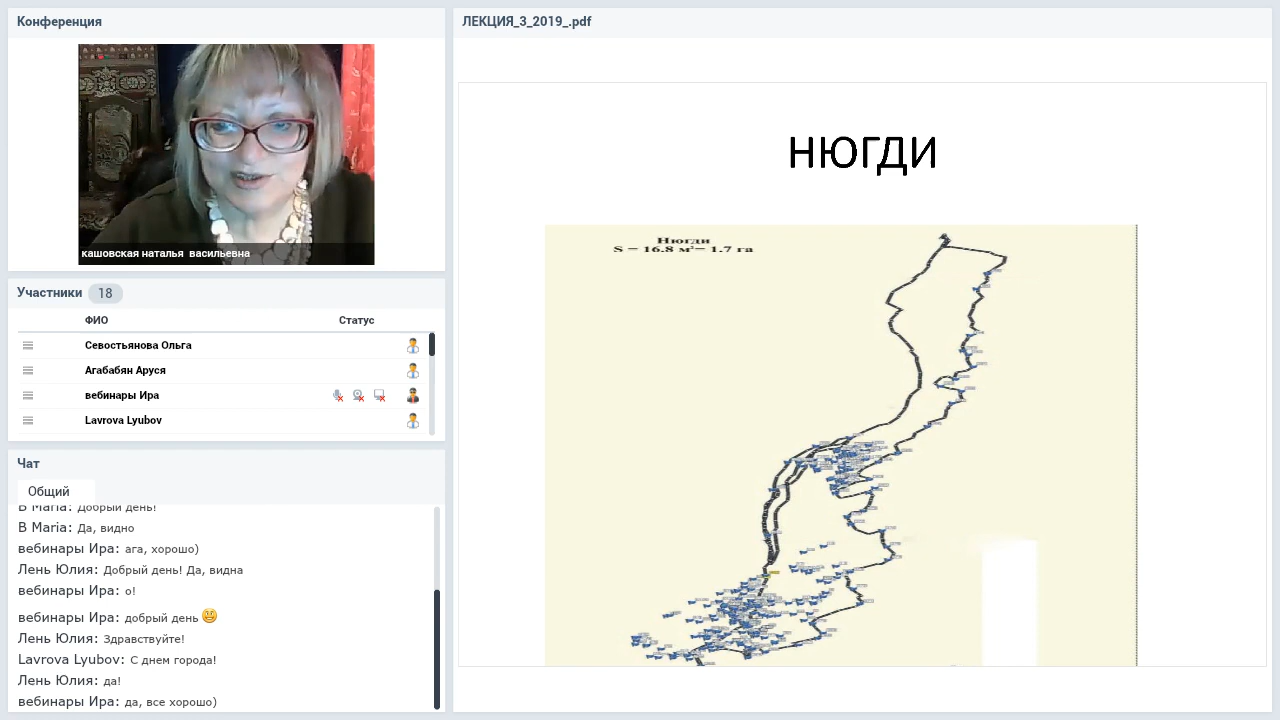 Конференция
кашовская наталья  васильевна
Участники 18
ФИО Статус
Севостьянова Ольга
Агабабян Аруся
вебинары Ира
Lavrova Lyubov
Чат
Общий
B Maria: Добрый день!
B Maria: Да, видно
вебинары Ира: ага, хорошо)
Лень Юлия: Добрый день! Да, видна
вебинары Ира: о!
вебинары Ира: добрый день
Лень Юлия: Здравствуйте!
Lavrova Lyubov: С днем города!
Лень Юлия: да!
вебинары Ира: да, все хорошо)
ЛЕКЦИЯ_3_2019_.pdf
НЮГДИ
Нюгди
S = 16.8 м²= 1.7 га